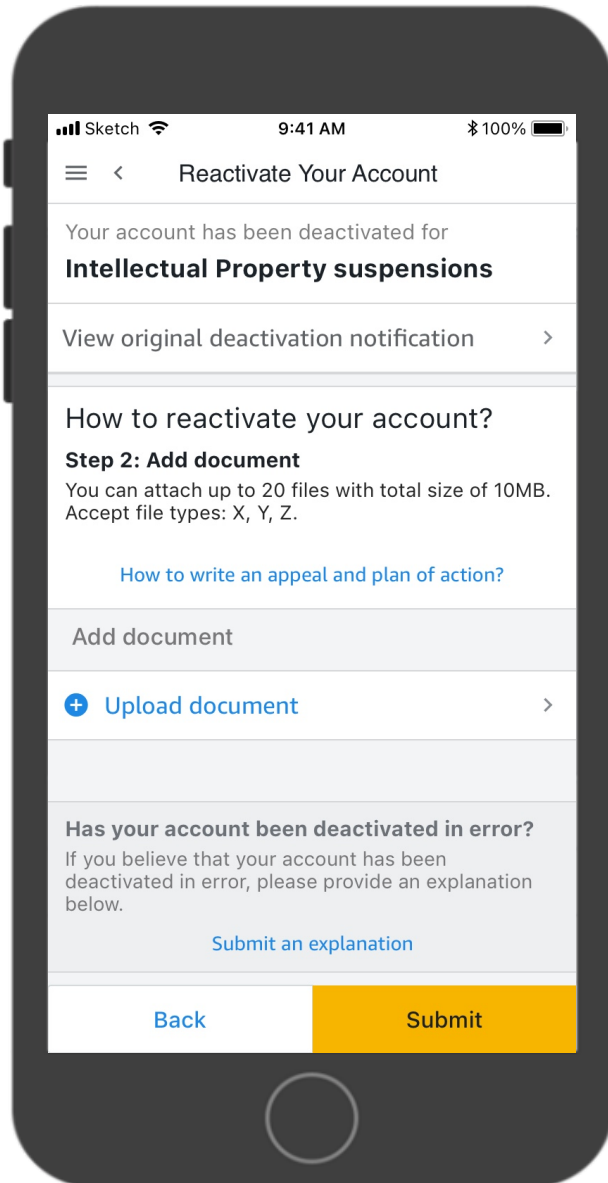 Sketch 9:41 AM 100%
Reactivate Your Account
Your account has been deactivated for
Intellectual Property suspensions
View original deactivation notification
How to reactivate your account?
Step 2: Add document
You can attach up to 20 files with total size of 10MB.
Accept file types: X, Y, Z.
How to write an appeal and plan of action?
Add document
Upload document
Has your account been deactivated in error?
If you believe that your account has been
deactivated in error, please provide an explanation
below.
Submit an explanation
Back Submit